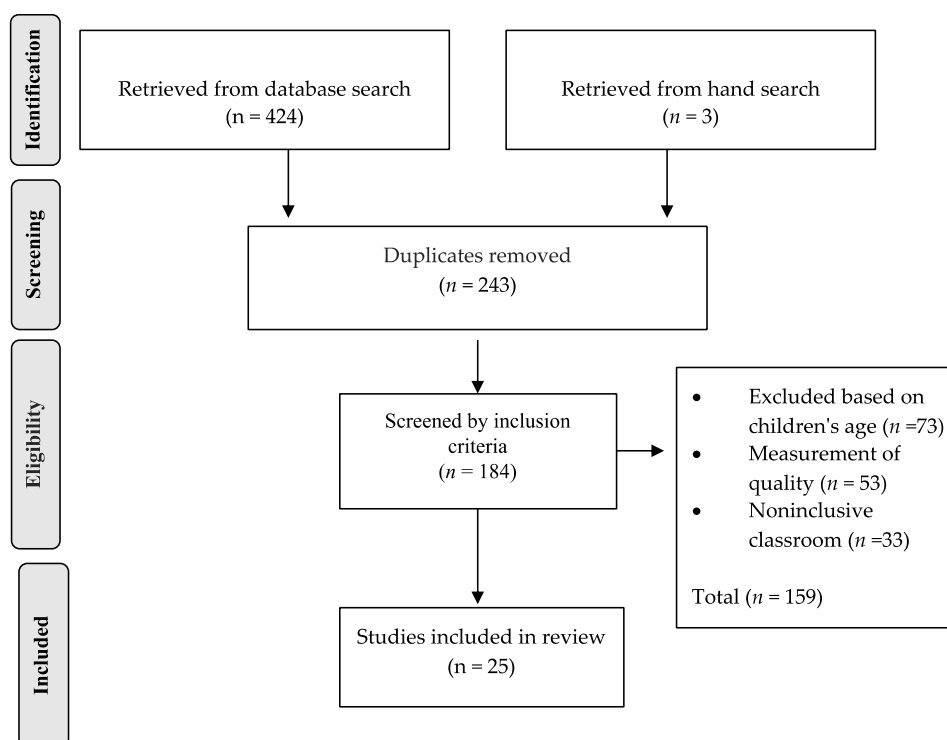 Identification
Retrieved from database search
(n = 424)
Retrieved from hand search
(n = 3)
Screening
Duplicates removed
(n = 243)
Eligibility
Screened by inclusion
criteria
(n = 184)
• Excluded based on
children's age (n =73)
• Measurement of
quality (n = 53)
• Noninclusive
classroom (n =33)
Total (n = 159)
Included
Studies included in review
(n = 25)